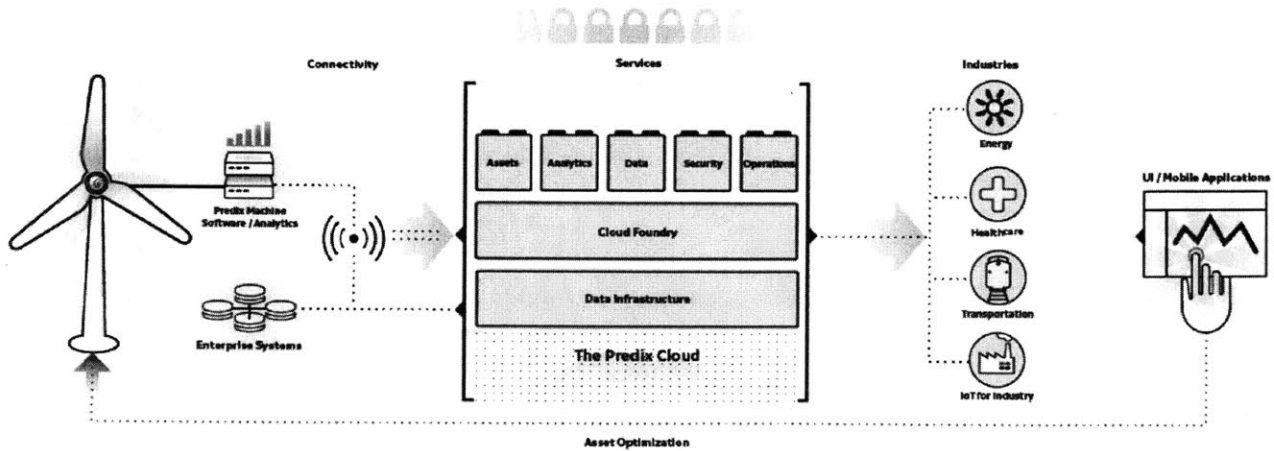 Connectivity
Services
Industries
Assets
Analytics
Data
Security
Operations
Energy
UI / Mobile Applications
Predix Machine
Software / Analytics
Cloud Foundry
Healthcare
Data Infrastructure
Transportation
Enterprise Systems
The Predix Cloud
IoT for Industry
Asset Optimization